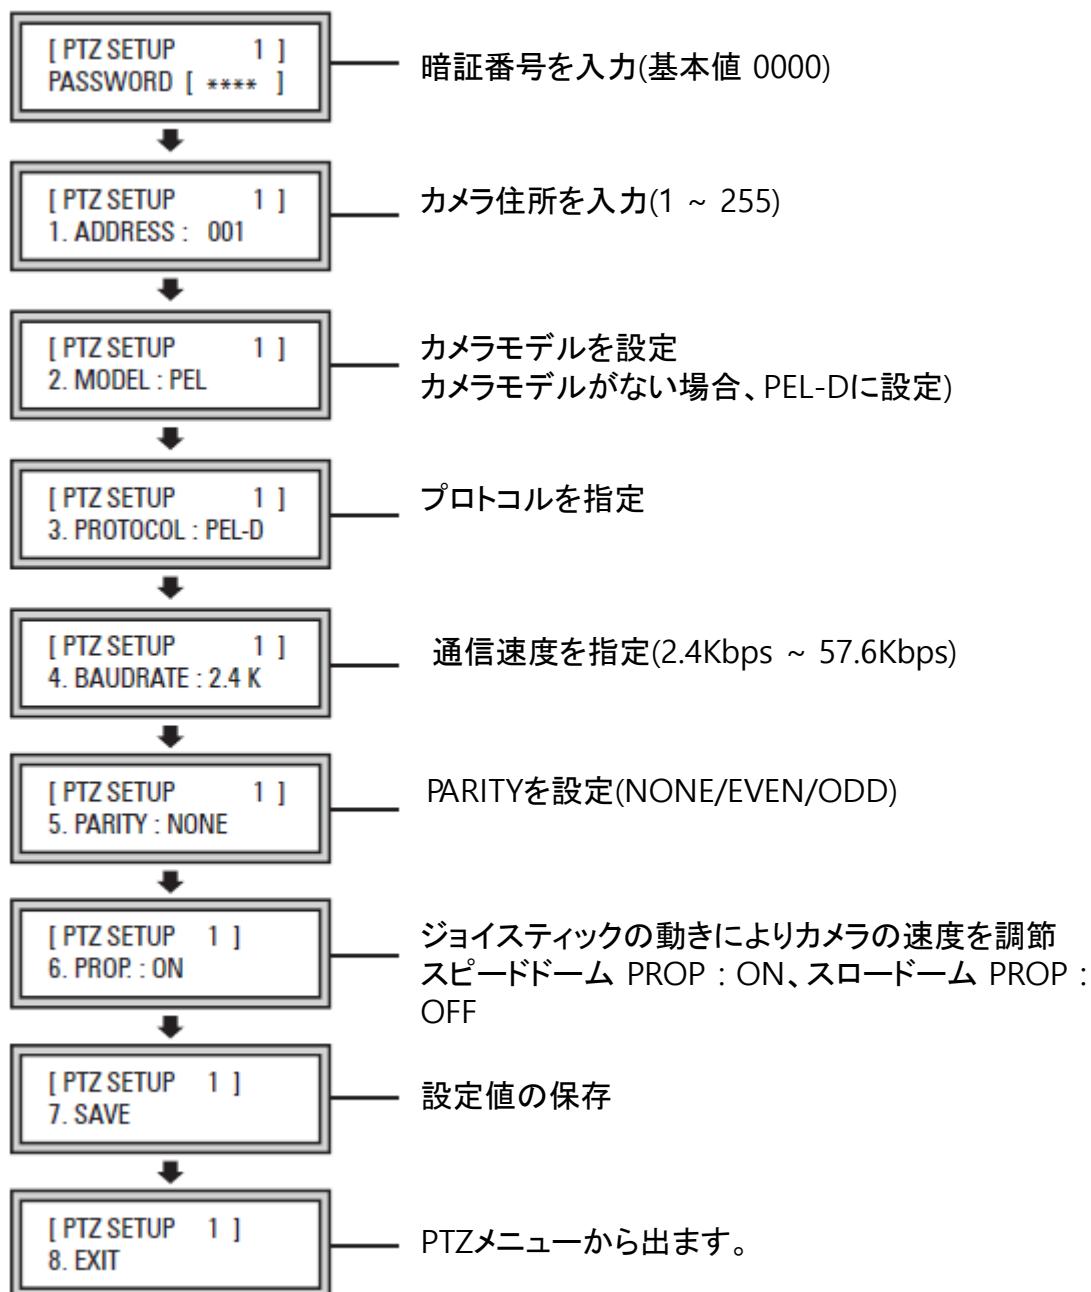 [ PTZ SETUP 1 ]
PASSWORD [ **** ]
暗証番号を入力(基本値 0000)
[ PTZ SETUP 1 ]
1. ADDRESS : 001
カメラ住所を入力(1 ~ 255)
[ PTZ SETUP 1 ]
2. MODEL : PEL
カメラモデルを設定
カメラモデルがない場合、PEL-Dに設定)
[ PTZ SETUP 1 ]
3. PROTOCOL : PEL-D
プロトコルを指定
[ PTZ SETUP 1 ]
4. BAUDRATE : 2.4 K
通信速度を指定(2.4Kbps ~ 57.6Kbps)
[ PTZ SETUP 1 ]
5. PARITY : NONE
PARITYを設定(NONE/EVEN/ODD)
[ PTZ SETUP 1 ]
6. PROP. : ON
ジョイスティックの動きによりカメラの速度を調節
スピードドーム PROP : ON、スロードーム PROP :
OFF
[ PTZ SETUP 1 ]
7. SAVE
設定値の保存
[ PTZ SETUP 1 ]
8. EXIT
PTZメニューから出ます。